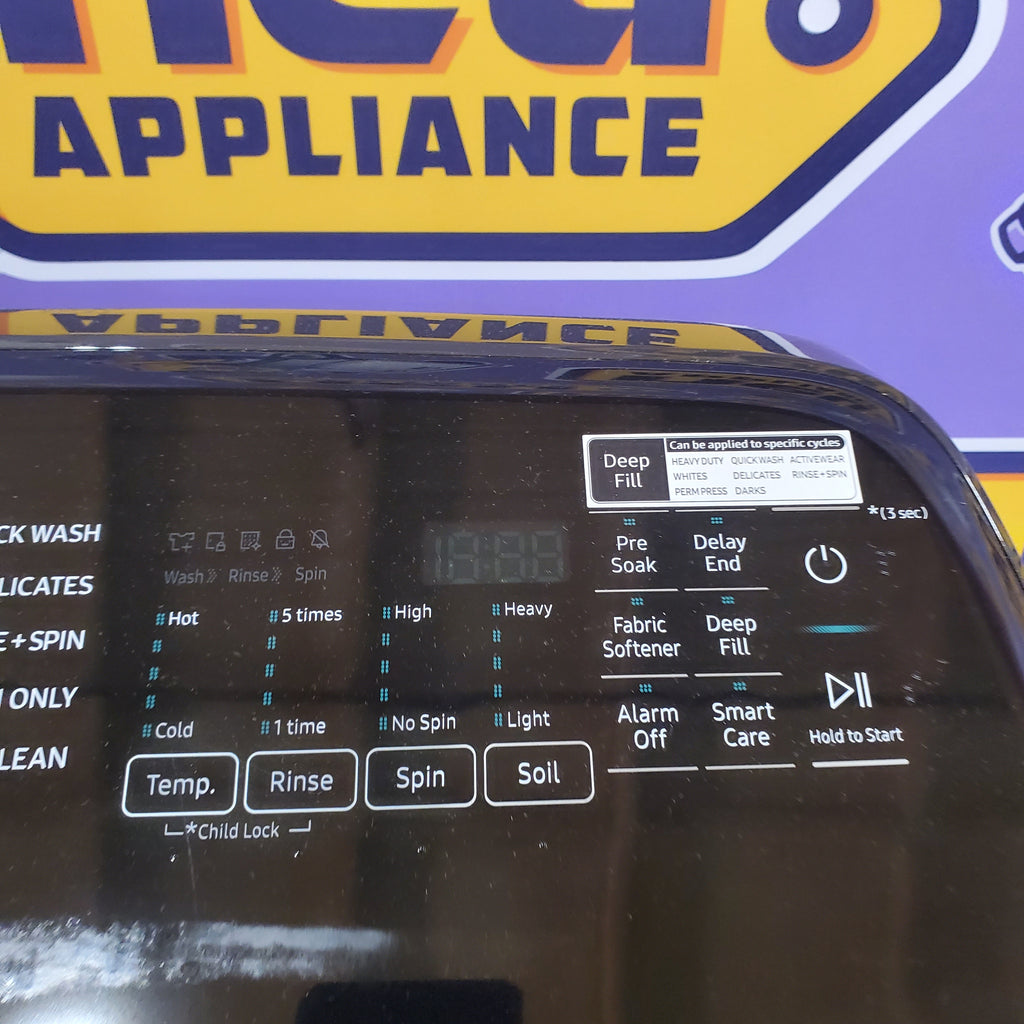 APPLIANCE
APPLIANCE
Deep
Fill
Can be applied to specific cycles
HEAVY DUTY QUICK WASH ACTIVEWEAR
WHITES DELICATES RINSE+SPIN
PERM PRESS DARKS
*(3 sec)
CK WASH
LICATES
E+SPIN
ONLY
LEAN
Wash Rinse Spin
18:88
Hot
Cold
5 times
1 time
High
No Spin
Heavy
Light
Temp.
Rinse
Spin
Soil
*Child Lock
Pre
Soak
Delay
End
Fabric
Softener
Deep
Fill
Alarm
Off
Smart
Care
Hold to Start